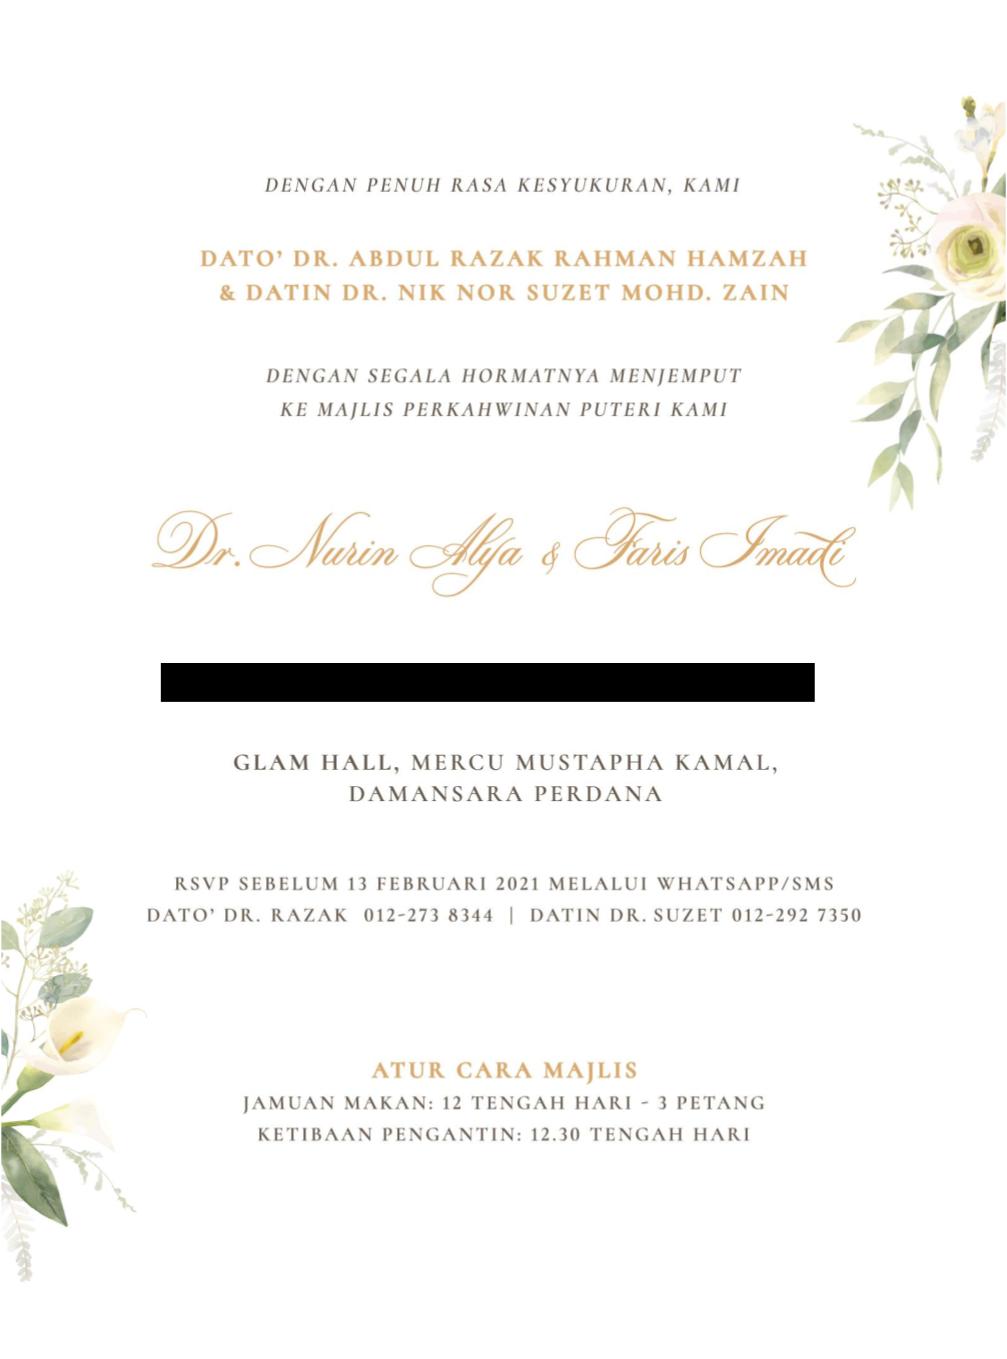 DENGAN PENUH RASA KESYUKURAN, KAMI
DATO’ DR. ABDUL RAZAK RAHMAN HAMZAH
& DATIN DR. NIK NOR SUZET MOHD. ZAIN
DENGAN SEGALA HORMATNYA MENJEMPUT
KE MAJLIS PERKAHWINAN PUTERI KAMI
Dr. Nurin Alya & Faris Imadi
GLAM HALL, MERCU MUSTAPHA KAMAL,
DAMANSARA PERDANA
RSVP SEBELUM 13 FEBRUARI 2021 MELALUI WHATSAPP/SMS
DATO’ DR. RAZAK 012-273 8344 | DATIN DR. SUZET 012-292 7350
ATUR CARA MAJLIS
JAMUAN MAKAN: 12 TENGAH HARI - 3 PETANG
KETIBAAN PENGANTIN: 12.30 TENGAH HARI